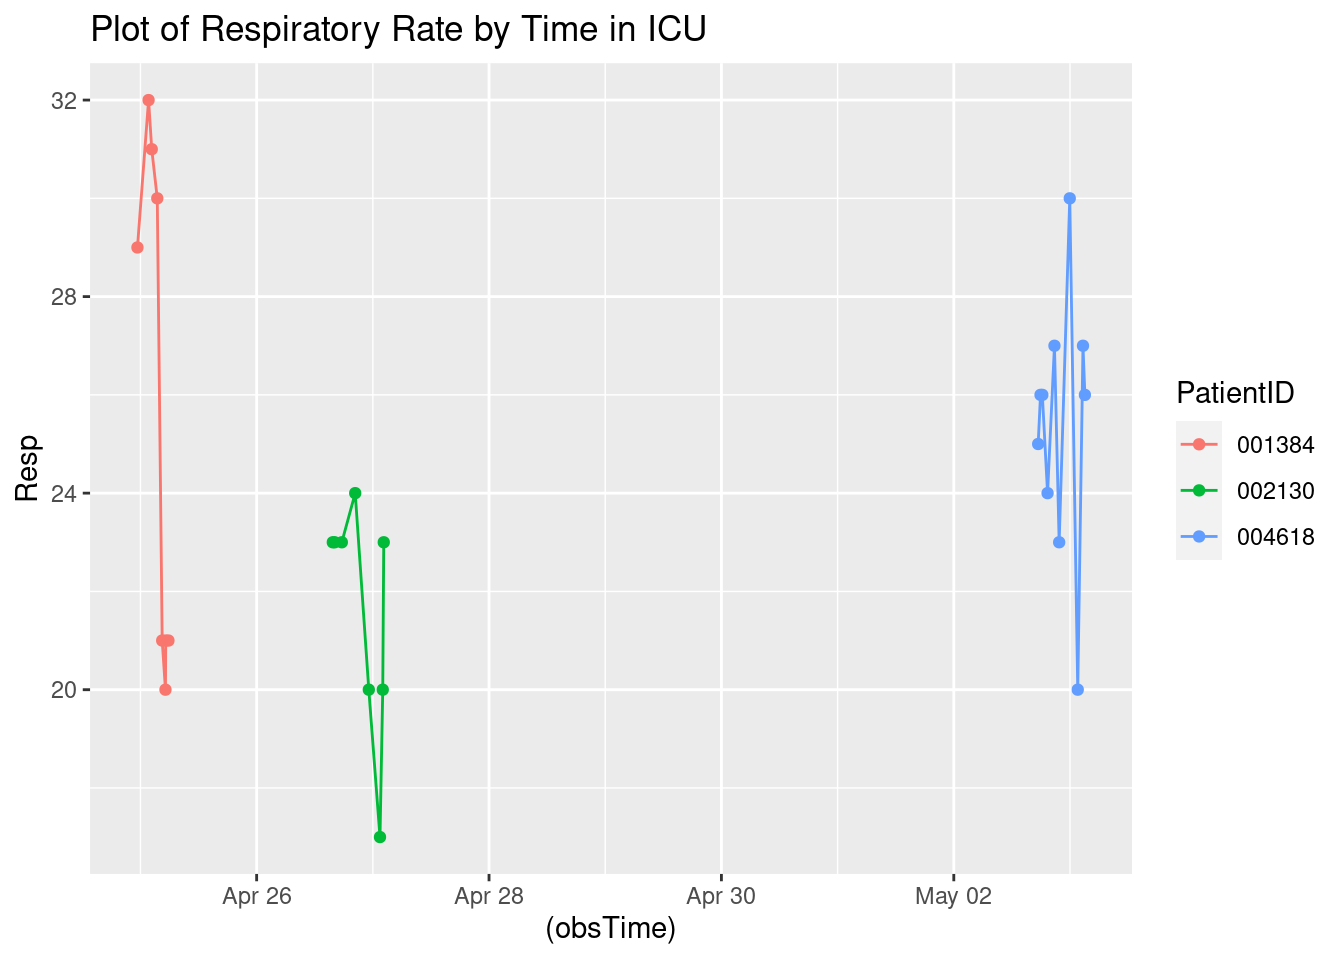 Plot of Respiratory Rate by Time in ICU
32
28
24
20
Resp
Apr 26
Apr 28
Apr 30
May 02
(obsTime)
PatientID
001384
002130
004618